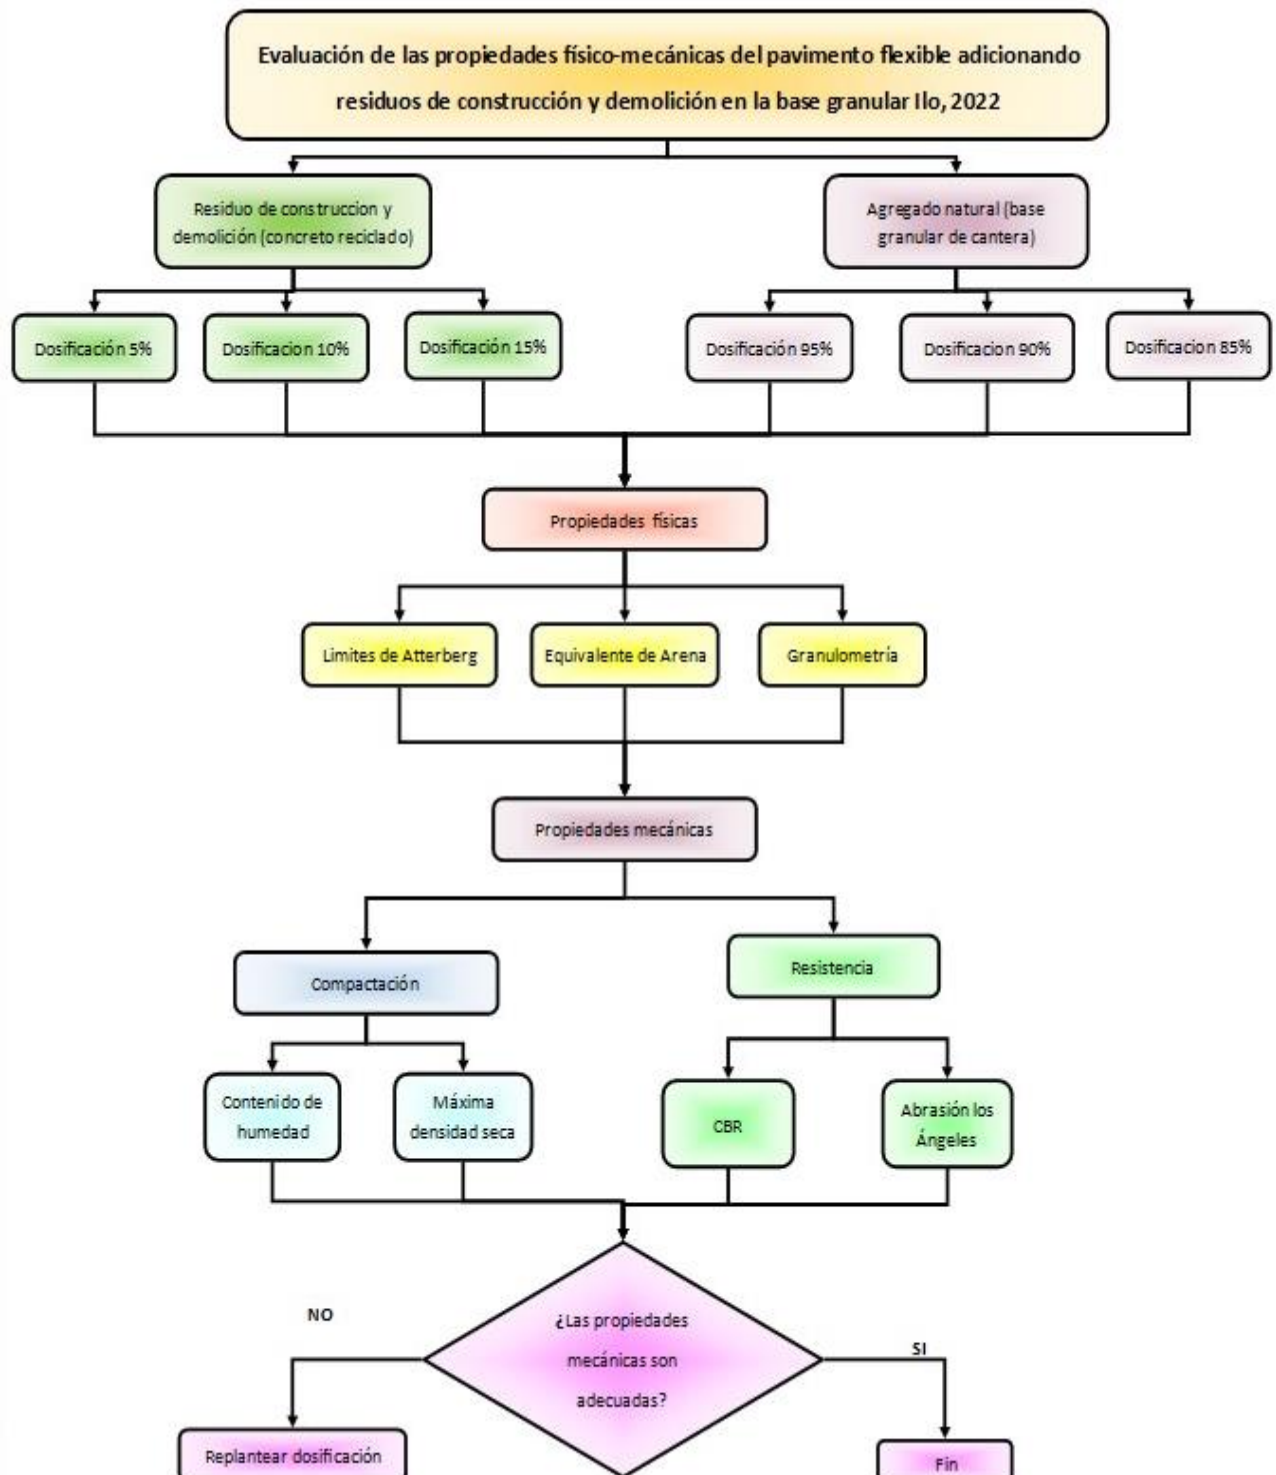 Evaluación de las propiedades físico-mecánicas del pavimento flexible adicionando
residuos de construcción y demolición en la base granular Ilo, 2022
Residuo de construccion y
demolición (concreto reciclado)
Agregado natural (base
granular de cantera)
Dosificación 5%
Dosificacion 10%
Dosificación 15%
Dosificación 95%
Dosificacion 90%
Dosificacion 85%
Propiedades físicas
Limites de Atterberg
Equivalente de Arena
Granulometría
Propiedades mecánicas
Compactación
Resistencia
Contenido de
humedad
Máxima
densidad seca
CBR
Abrasión los
Ángeles
¿Las propiedades
mecánicas son
adecuadas?
NO
SI
Replantear dosificación
Fin